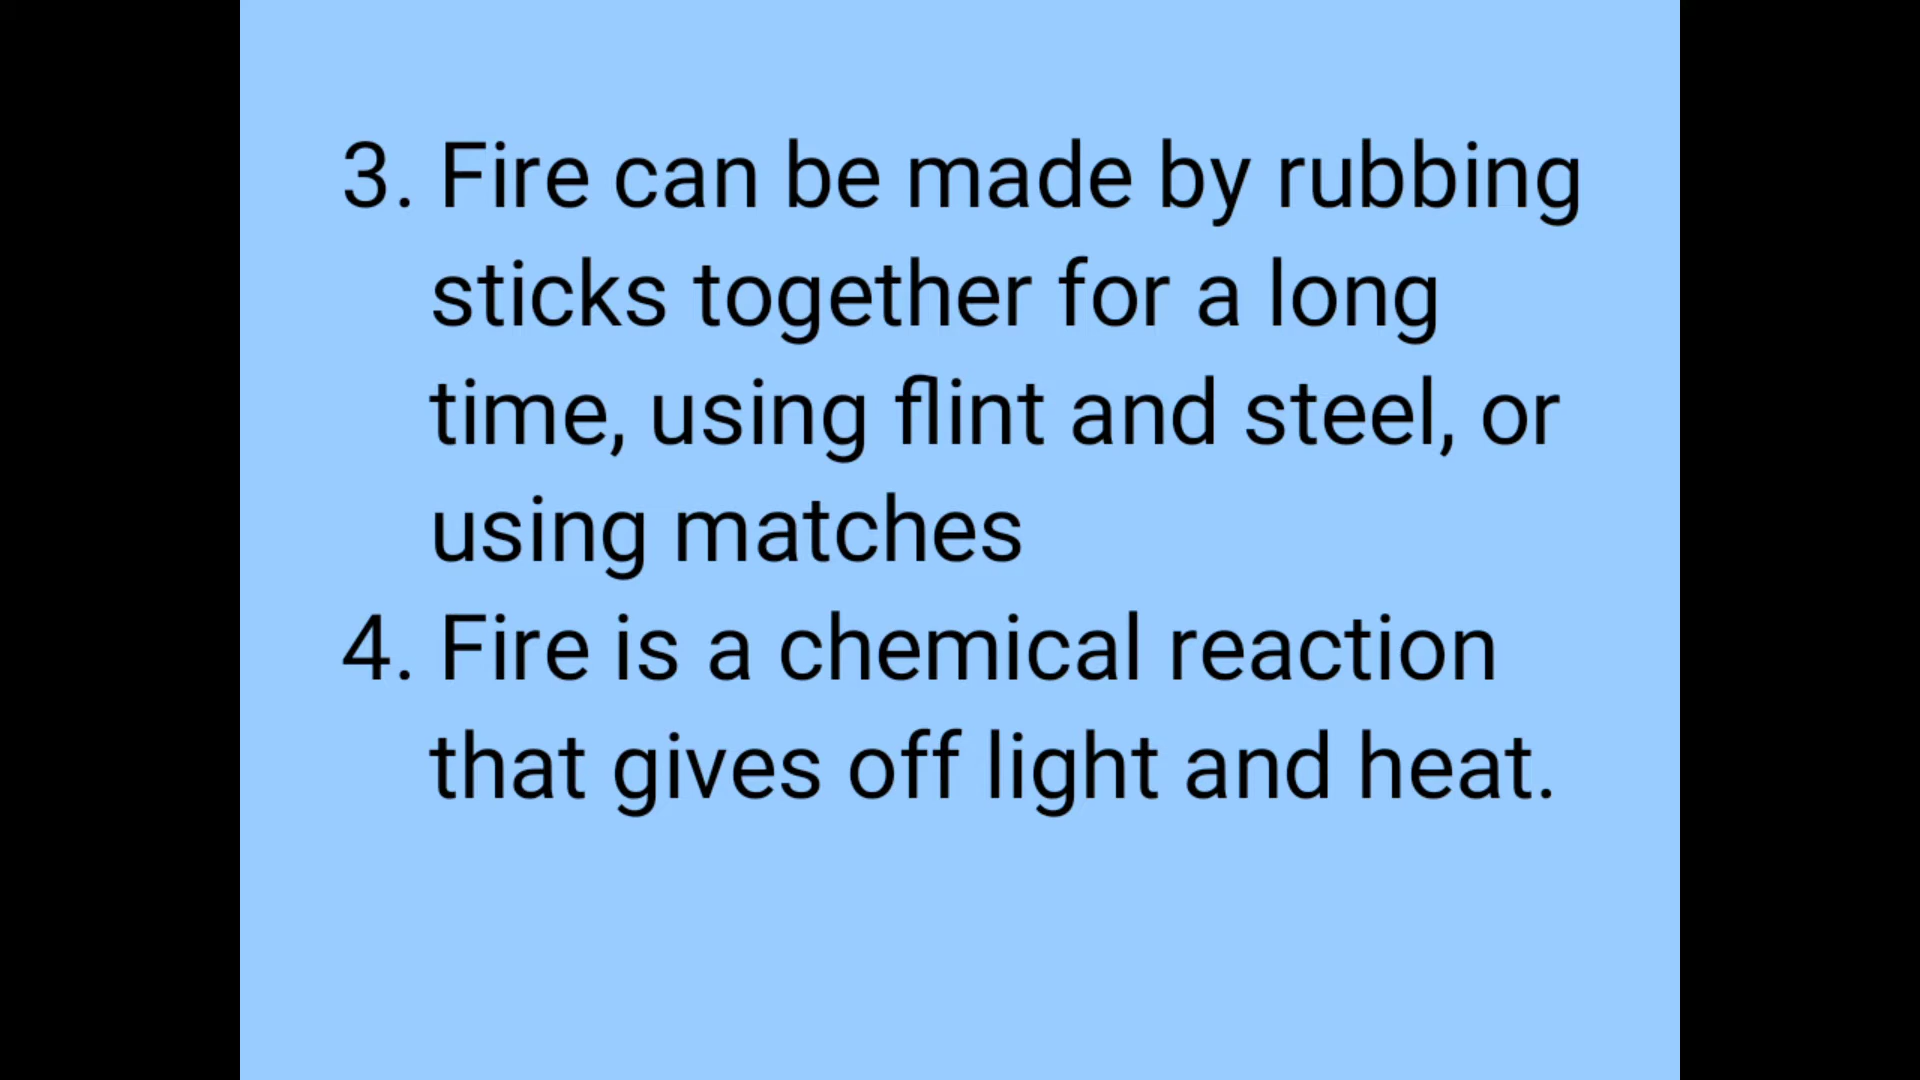 3. Fire can be made by rubbing
sticks together for a long
time, using flint and steel, or
using matches
4. Fire is a chemical reaction
that gives off light and heat.